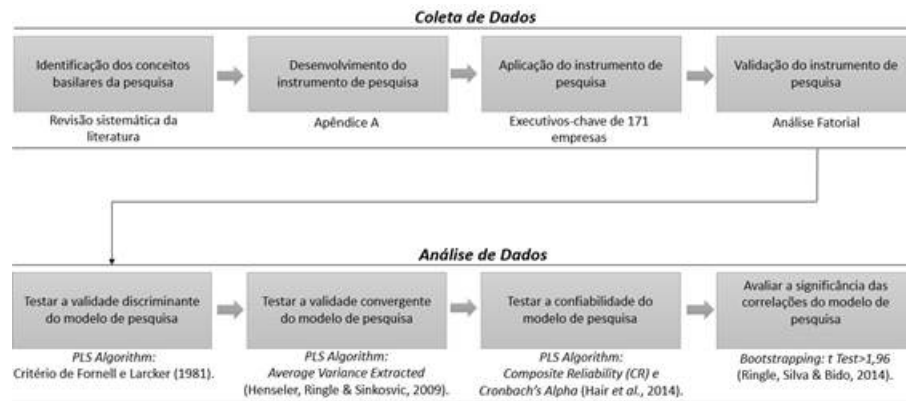 Coleta de Dados
Identificação dos conceitos
basilares da pesquisa
Revisão sistemática da
literatura
Desenvolvimento do
instrumento de pesquisa
Apêndice A
Aplicação do instrumento de
pesquisa
Executivos-chave de 171
empresas
Validação do instrumento de
pesquisa
Análise Fatorial
Análise de Dados
Testar a validade discriminante
do modelo de pesquisa
PLS Algorithm:
Critério de Fornell e Larcker (1981).
Testar a validade convergente
do modelo de pesquisa
PLS Algorithm:
Average Variance Extracted
(Henseler, Ringle & Sinkosvic, 2009).
Testar a confiabilidade do
modelo de pesquisa
PLS Algorithm:
Composite Reliability (CR) e
Cronbach's Alpha (Hair et al., 2014).
Avaliar a significância das
correlações do modelo de
pesquisa
Bootstrapping: t Test>1,96
(Ringle, Silva & Bido, 2014).